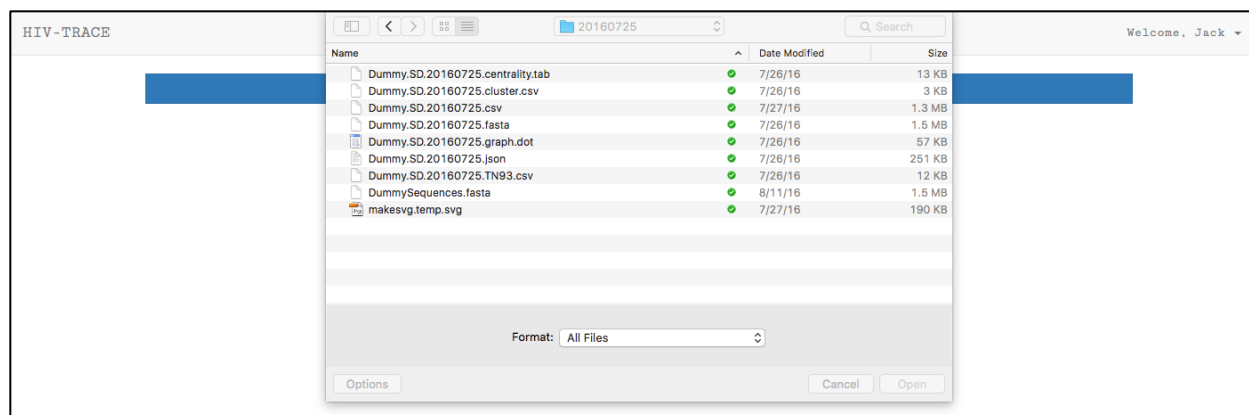 HIV-TRACE
20160725
Search
Welcome, Jack
Name Date Modified Size
Dummy.SD.20160725.centrality.tab 7/26/16 13 KB
Dummy.SD.20160725.cluster.csv 7/26/16 3 KB
Dummy.SD.20160725.csv 7/27/16 1.3 MB
Dummy.SD.20160725.fasta 7/26/16 1.5 MB
Dummy.SD.20160725.graph.dot 7/26/16 57 KB
Dummy.SD.20160725.json 7/26/16 251 KB
Dummy.SD.20160725.TN93.csv 7/26/16 12 KB
DummySequences.fasta 8/11/16 1.5 MB
makesvg.temp.svg 7/27/16 190 KB
Format: All Files
Options Cancel Open